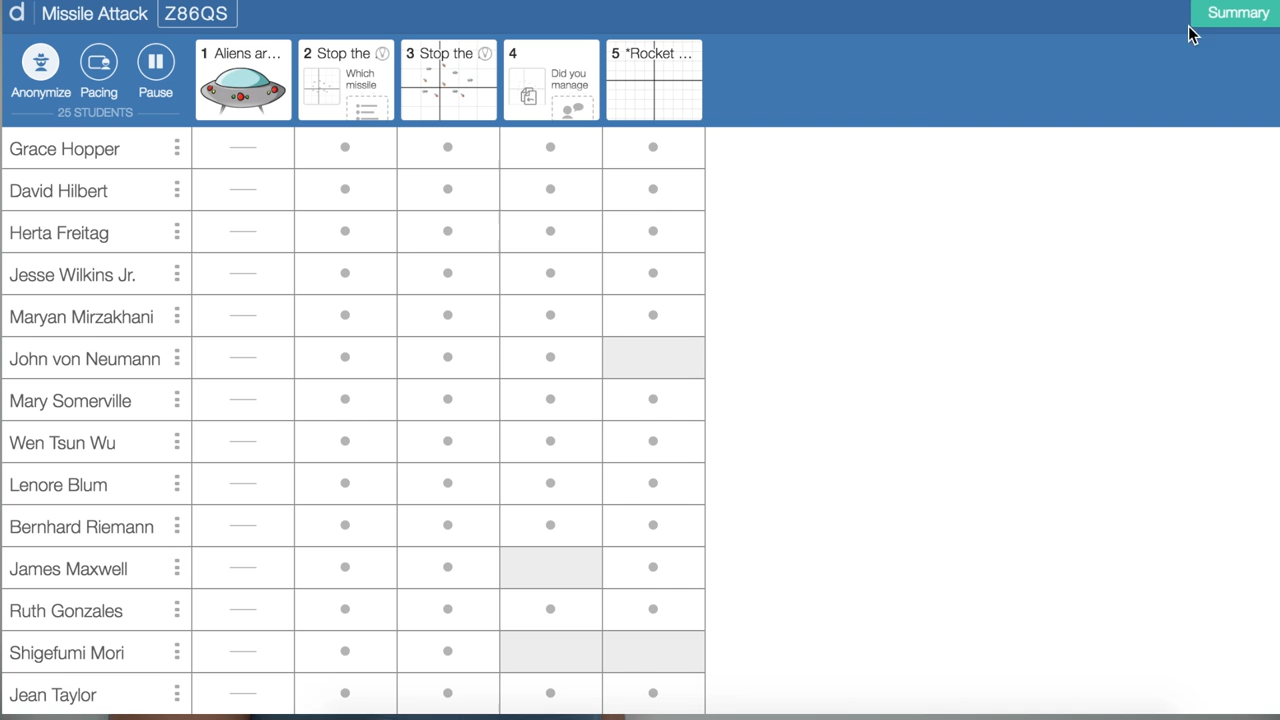 d Missile Attack Z86QS Summary
Anonymize Pacing Pause
25 STUDENTS
1 Aliens ar...
2 Stop the
Which
missile
3 Stop the
4
Did you
manage
5 *Rocket ...
Grace Hopper
David Hilbert
Herta Freitag
Jesse Wilkins Jr.
Maryan Mirzakhani
John von Neumann
Mary Somerville
Wen Tsun Wu
Lenore Blum
Bernhard Riemann
James Maxwell
Ruth Gonzales
Shigefumi Mori
Jean Taylor